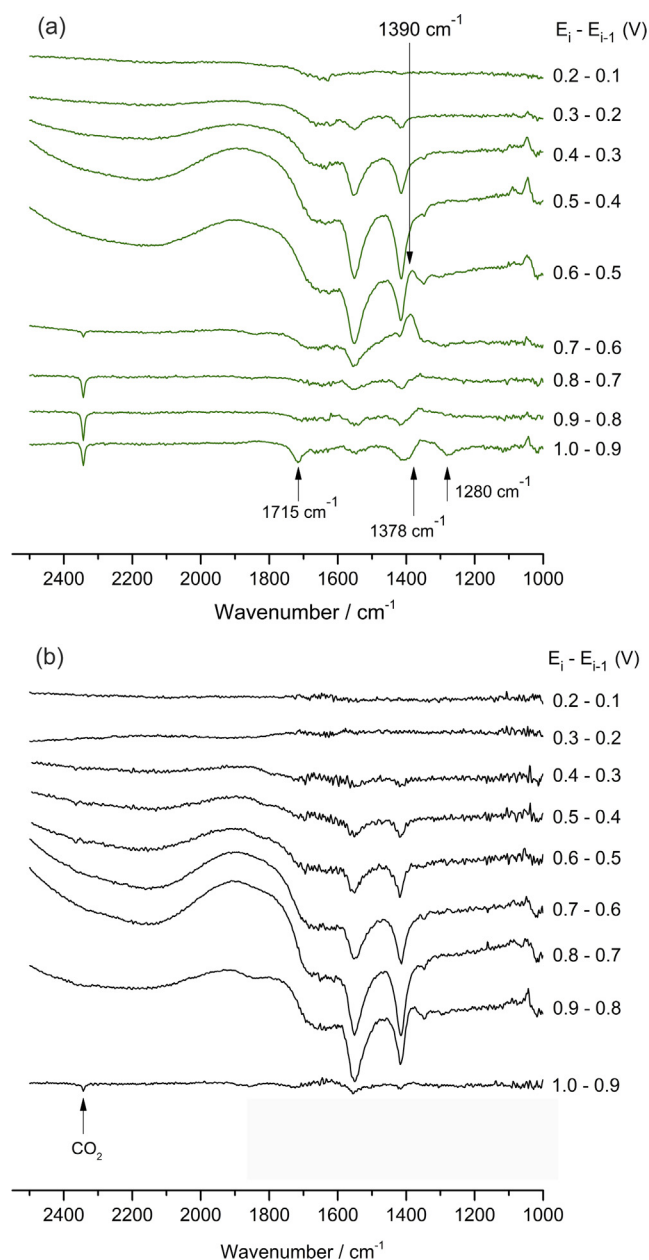 (a)
1390 cm⁻¹
Eᵢ - Eᵢ₋₁ (V)
0.2 - 0.1
0.3 - 0.2
0.4 - 0.3
0.5 - 0.4
0.6 - 0.5
0.7 - 0.6
0.8 - 0.7
0.9 - 0.8
1.0 - 0.9
1715 cm⁻¹
1378 cm⁻¹
1280 cm⁻¹
2400 2200 2000 1800 1600 1400 1200 1000
Wavenumber / cm⁻¹
(b)
Eᵢ - Eᵢ₋₁ (V)
0.2 - 0.1
0.3 - 0.2
0.4 - 0.3
0.5 - 0.4
0.6 - 0.5
0.7 - 0.6
0.8 - 0.7
0.9 - 0.8
1.0 - 0.9
CO₂
2400 2200 2000 1800 1600 1400 1200 1000
Wavenumber / cm⁻¹